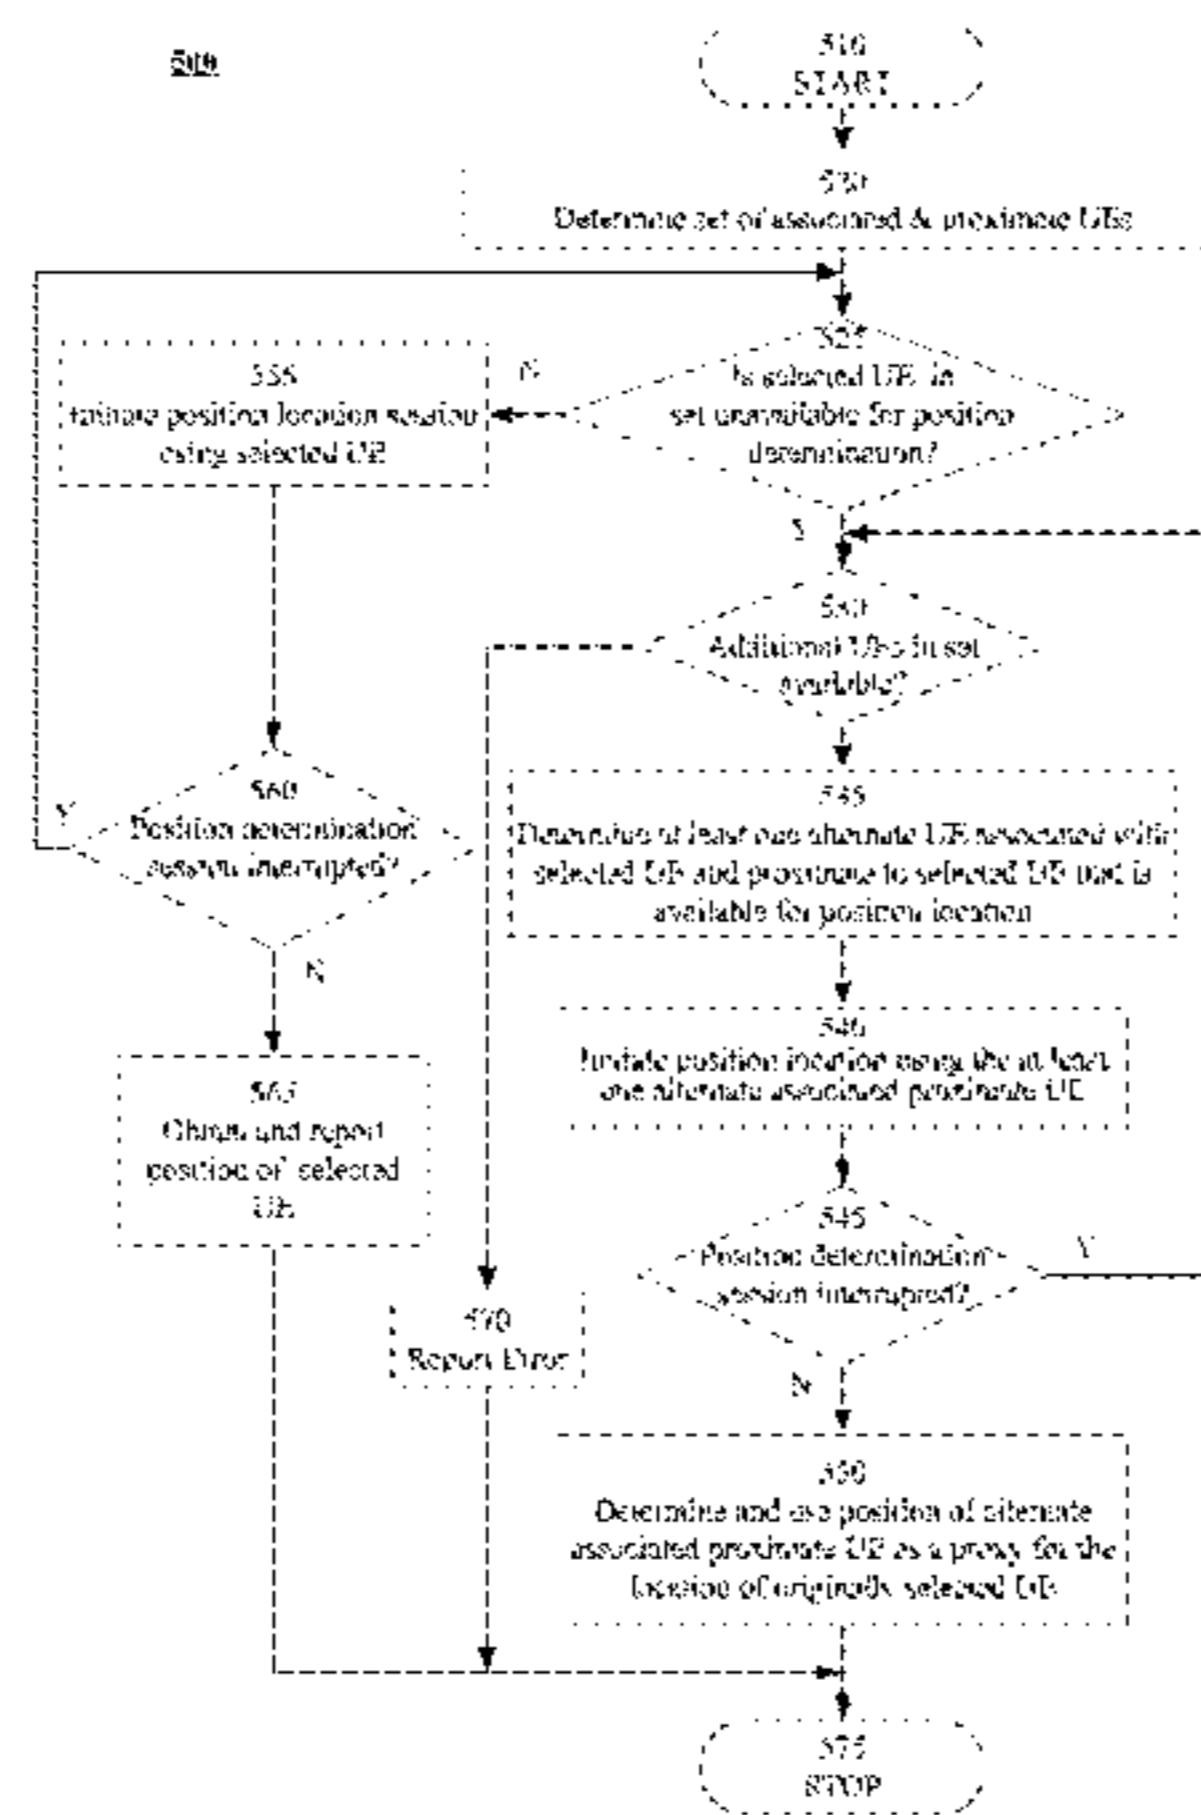 500
510
START
520
Determine set of associated & proximate UEs
525
Is selected UE in
set unavailable for position
determination?
N
555
Initiate position location session
using selected UE
530
Additional UEs in set
available?
560
Position determination
session interrupted?
Y
N
Determine at least one alternate UE associated with
selected UE and proximate to selected UE that is
available for position location
540
Initiate position location using the at least
one alternate associated proximate UE
565
Obtain and report
position of selected
UE
545
Position determination
session interrupted?
Y
N
570
Report Error
550
Determine and use position of alternate
associated proximate UE as a proxy for the
location of originally selected UE
575
STOP